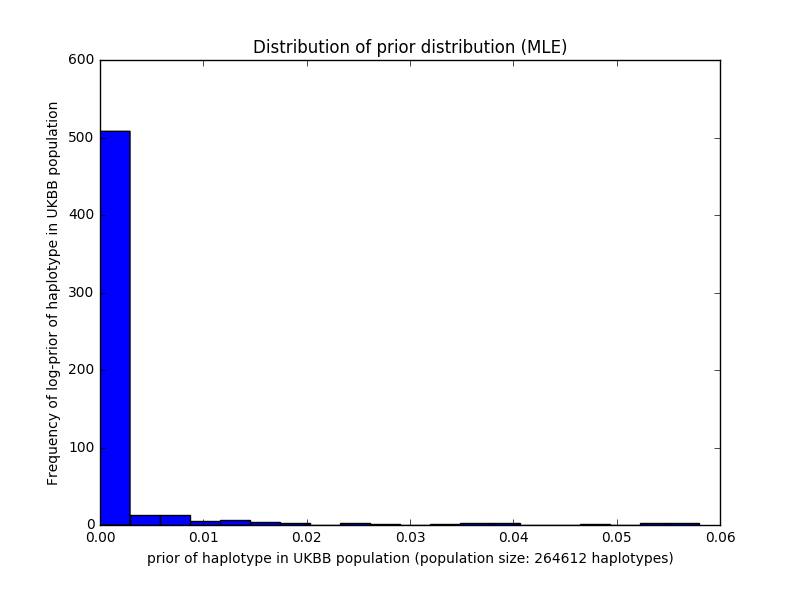 Distribution of prior distribution (MLE)
600
500
400
300
200
100
0
Frequency of log-prior of haplotype in UKBB population
0.00 0.01 0.02 0.03 0.04 0.05 0.06
prior of haplotype in UKBB population (population size: 264612 haplotypes)